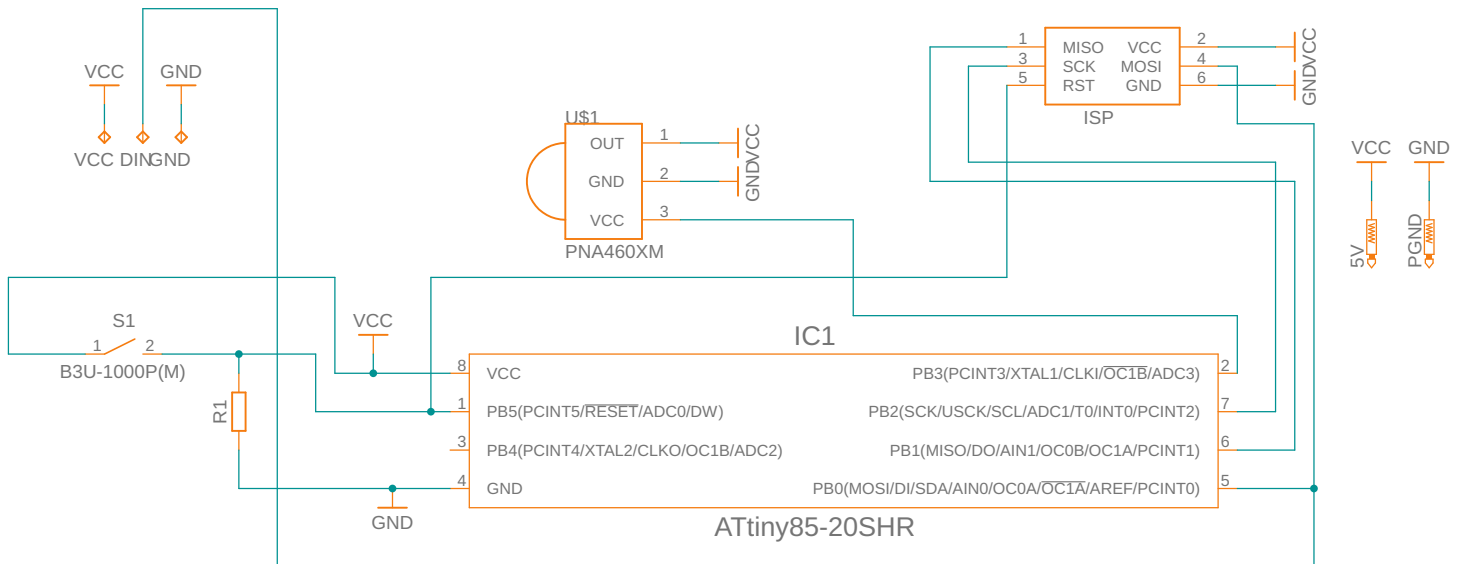 VCC GND
VCC DIN GND
U$1
OUT 1 VCC
GND 2 GND
VCC 3
PNA460XM
1 MISO VCC 2 VCC
3 SCK MOSI 4
5 RST GND 6 GND
ISP
VCC GND
5V PGND
S1
1 2
B3U-1000P(M)
R1
VCC
GND
IC1
8 VCC PB3(PCINT3/XTAL1/CLKI/OC1B/ADC3) 2
1 PB5(PCINT5/RESET/ADC0/DW) PB2(SCK/USCK/SCL/ADC1/T0/INT0/PCINT2) 7
3 PB4(PCINT4/XTAL2/CLKO/OC1B/ADC2) PB1(MISO/DO/AIN1/OC0B/OC1A/PCINT1) 6
4 GND PB0(MOSI/DI/SDA/AIN0/OC0A/OC1A/AREF/PCINT0) 5
ATtiny85-20SHR